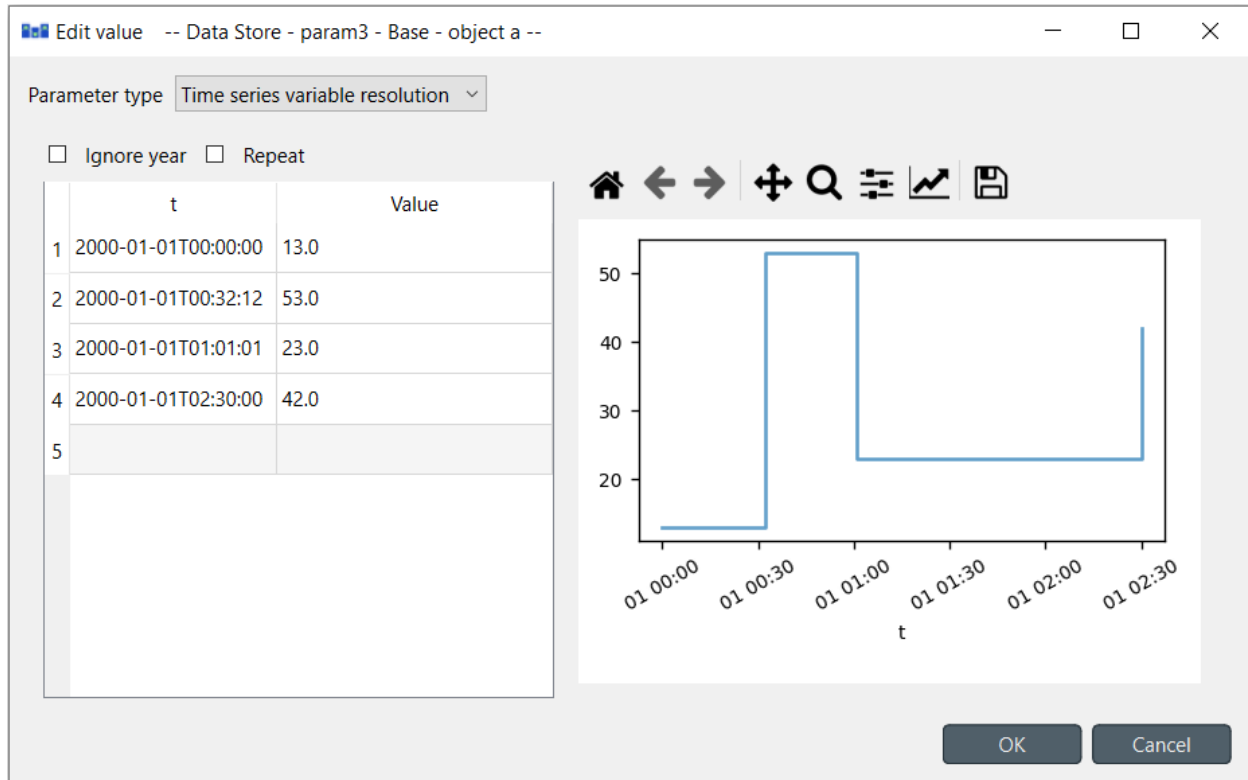 Edit value -- Data Store - param3 - Base - object a --
Parameter type Time series variable resolution
Ignore year Repeat
t Value
1 2000-01-01T00:00:00 13.0
2 2000-01-01T00:32:12 53.0
3 2000-01-01T01:01:01 23.0
4 2000-01-01T02:30:00 42.0
5
50
40
30
20
01 00:00 01 00:30 01 01:00 01 01:30 01 02:00 01 02:30
t
OK Cancel